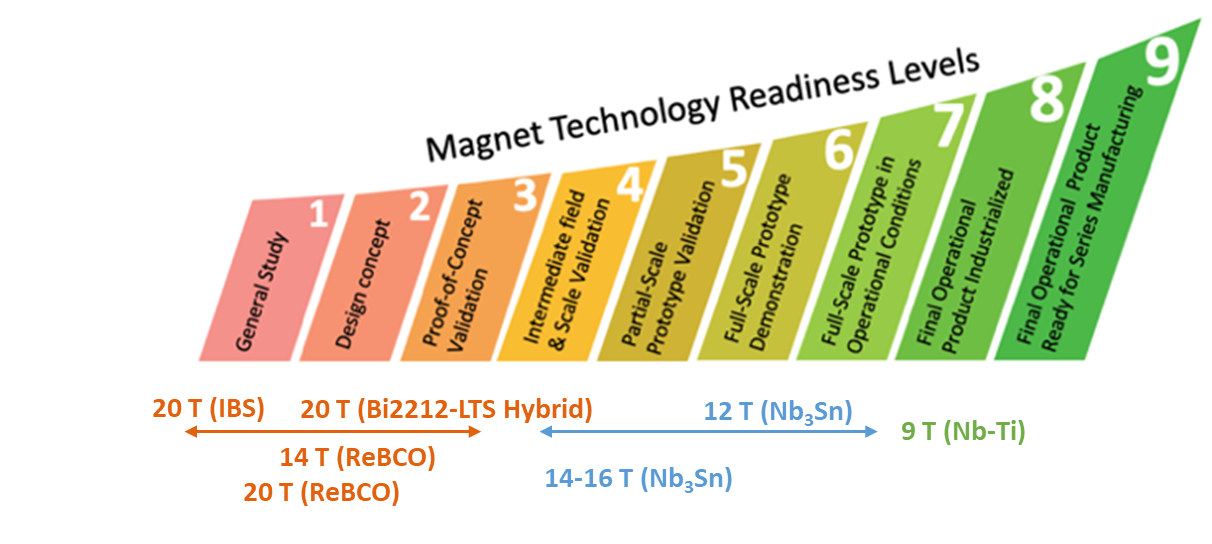 Magnet Technology Readiness Levels
1
General Study
2
Design concept
3
Proof-of-Concept
Validation
4
Intermediate field
& Scale Validation
5
Partial-Scale
Prototype Validation
6
Full-Scale Prototype
Demonstration
7
Full-Scale Prototype in
Operational Conditions
8
Final Operational
Product Industrialized
9
Final Operational Product
Ready for Series Manufacturing
20 T (IBS)
20 T (Bi2212-LTS Hybrid)
14 T (ReBCO)
20 T (ReBCO)
12 T (Nb₃Sn)
14-16 T (Nb₃Sn)
9 T (Nb-Ti)